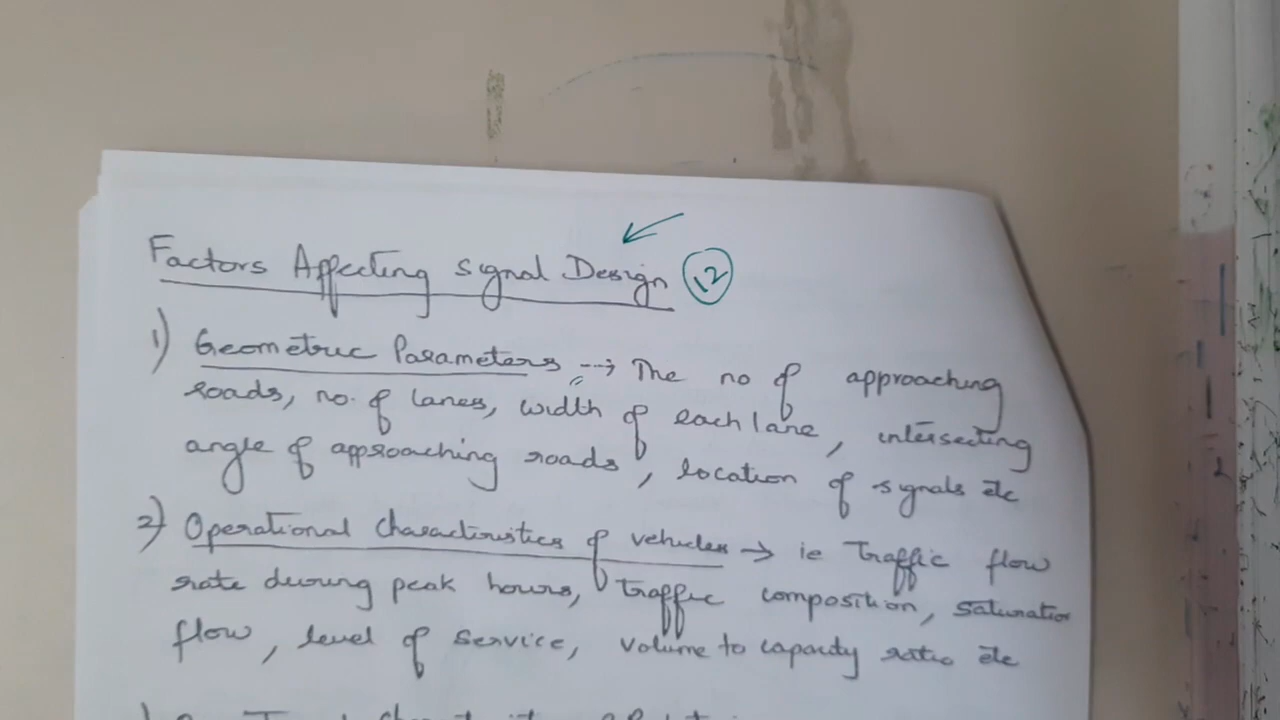 Factors Affecting Signal Design 12
1) Geometric Parameters --→ The no of approaching
roads, no. of lanes, width of each lane, intersecting
angle of approaching roads, location of signals etc
2) Operational characteristics of vehicles → ie Traffic flow
rate during peak hours, traffic composition, saturation
flow, level of service, volume to capacity ratio etc